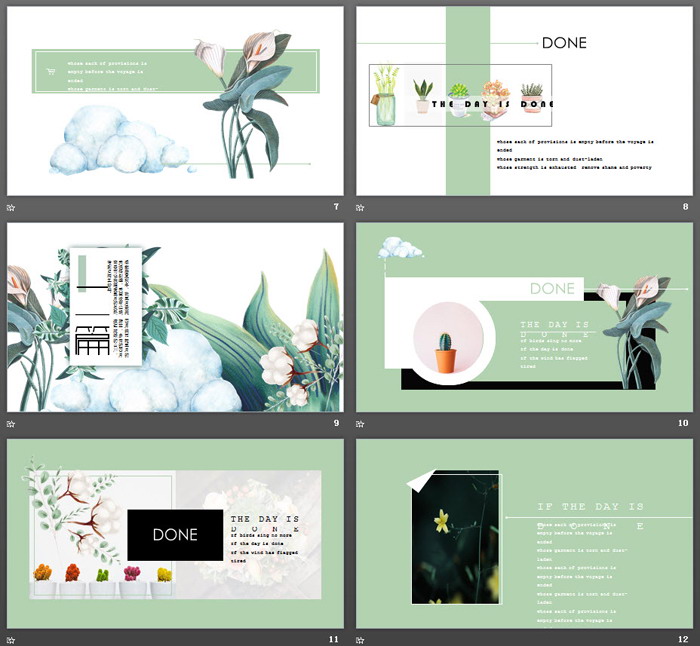 whose sack of provisions is
empty before the voyage is
ended
whose garment is torn and dust-
7
DONE
THE DAY IS DONE
whose sack of provisions is empty before the voyage is
ended
whose garment is torn and dust-laden
whose strength is exhausted remove shame and poverty
8
9
DONE
THE DAY IS
DONE
of birds sing no more
of the day is done
of the wind has flagged
tired
10
DONE
THE DAY IS
DONE
of birds sing no more
of the day is done
of the wind has flagged
tired
11
IF THE DAY IS
DONE
whose sack of provisions is
empty before the voyage is
ended
whose garment is torn and dust-
laden
whose sack of provisions is
empty before the voyage is
ended
whose garment is torn and dust-
laden
whose sack of provisions is
empty before the voyage is
12